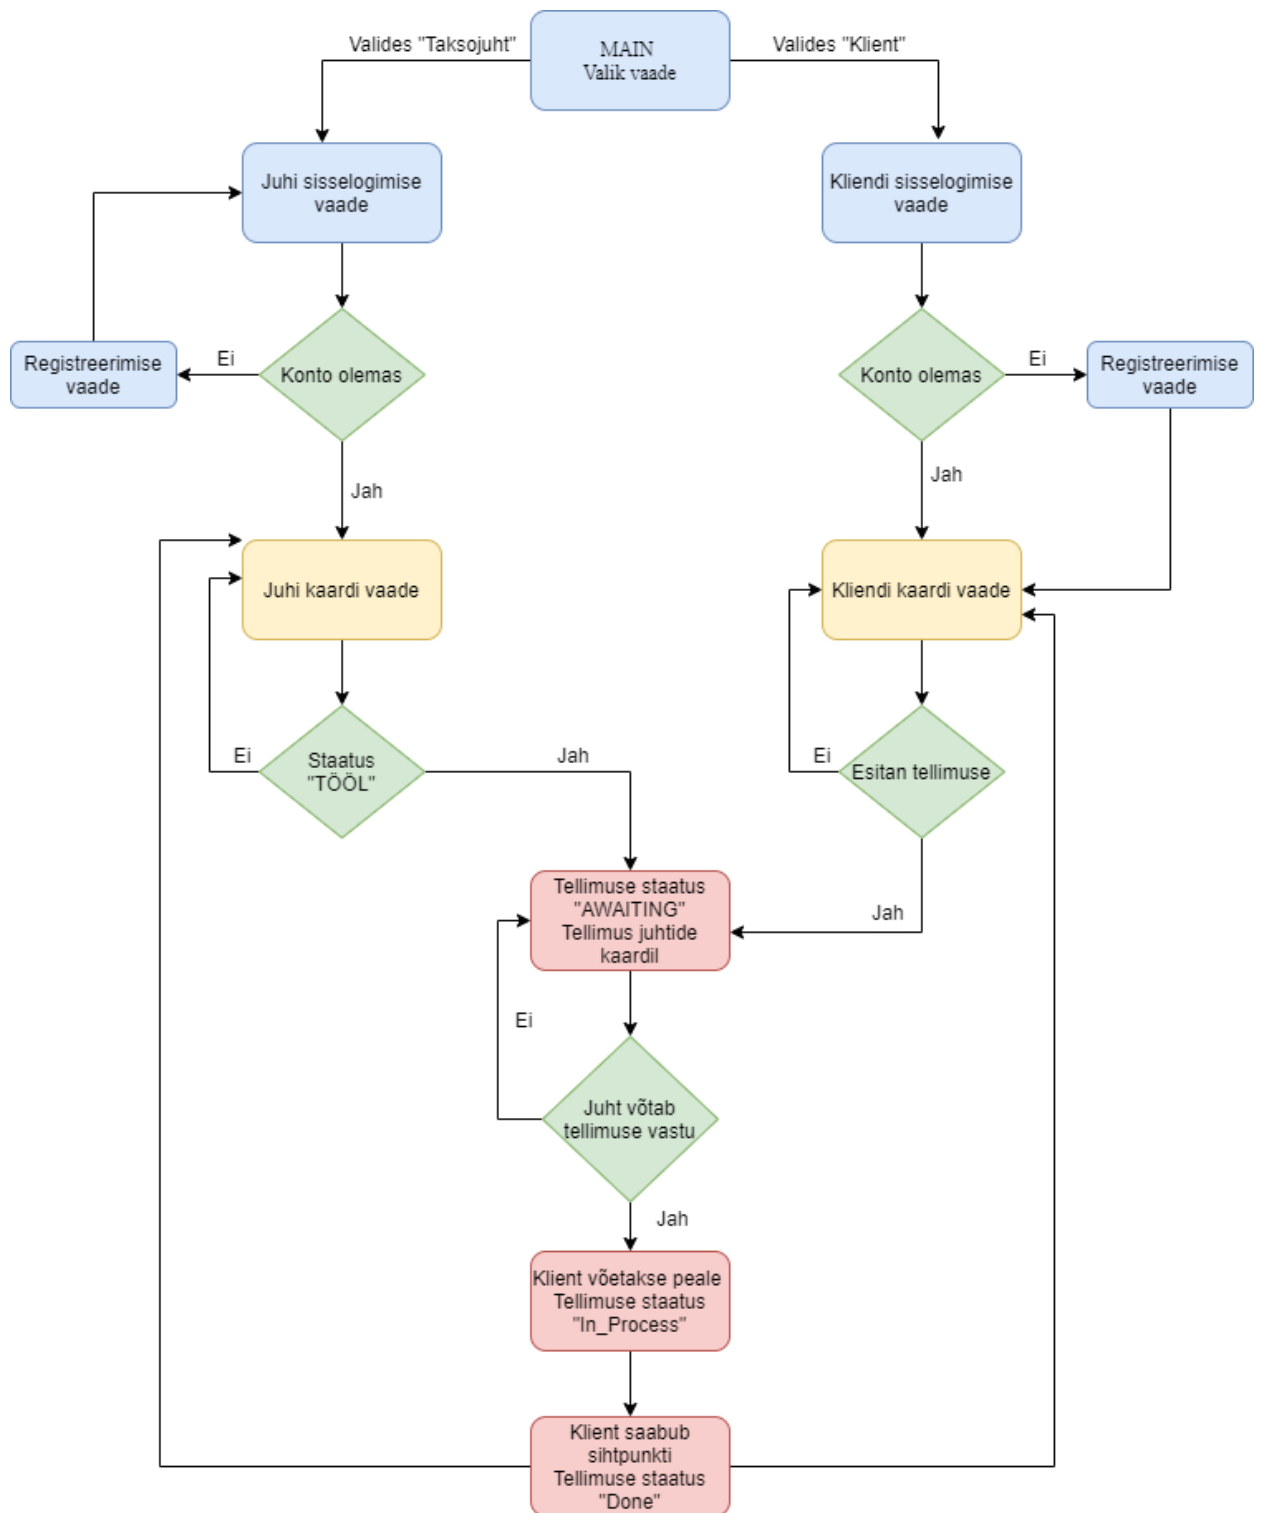 Valides "Taksojuht"
MAIN
Valik vaade
Valides "Klient"
Juhi sisselogimise
vaade
Kliendi sisselogimise
vaade
Registreerimise
vaade
Ei
Konto olemas
Konto olemas
Ei
Registreerimise
vaade
Jah
Jah
Juhi kaardi vaade
Kliendi kaardi vaade
Ei
Staatus
"TÖÖL"
Jah
Ei
Esitan tellimuse
Tellimuse staatus
"AWAITING"
Tellimus juhtide
kaardil
Jah
Ei
Juht võtab
tellimuse vastu
Jah
Klient võetakse peale
Tellimuse staatus
"In_Process"
Klient saabub
sihtpunkti
Tellimuse staatus
"Done"